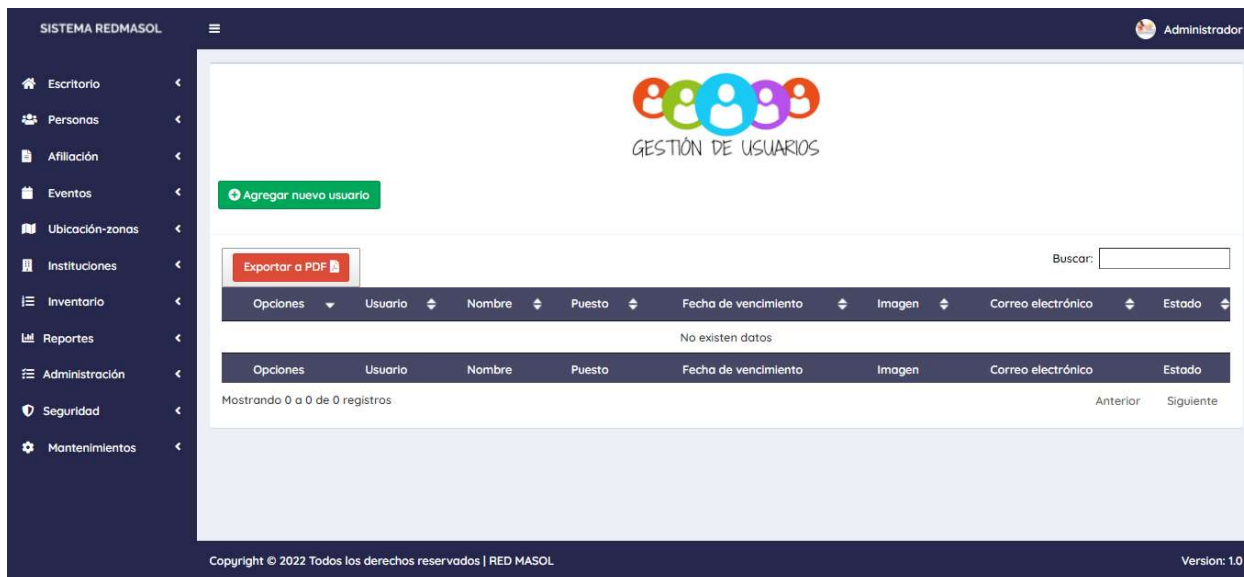 SISTEMA REDMASOL
Administrador
Escritorio
Personas
Afiliación
Eventos
Ubicación-zonas
Instituciones
Inventario
Reportes
Administración
Seguridad
Mantenimientos
GESTIÓN DE USUARIOS
Agregar nuevo usuario
Exportar a PDF
Buscar:
Opciones Usuario Nombre Puesto Fecha de vencimiento Imagen Correo electrónico Estado
No existen datos
Opciones Usuario Nombre Puesto Fecha de vencimiento Imagen Correo electrónico Estado
Mostrando 0 a 0 de 0 registros
Anterior Siguiente
Copyright © 2022 Todos los derechos reservados | RED MASOL
Version: 1.0